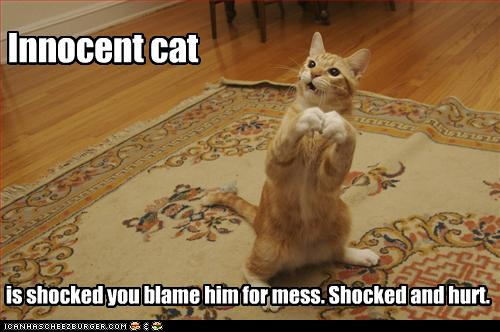 Innocent cat
is shocked you blame him for mess. Shocked and hurt.
ICANHASCHEEZBURGER.COM